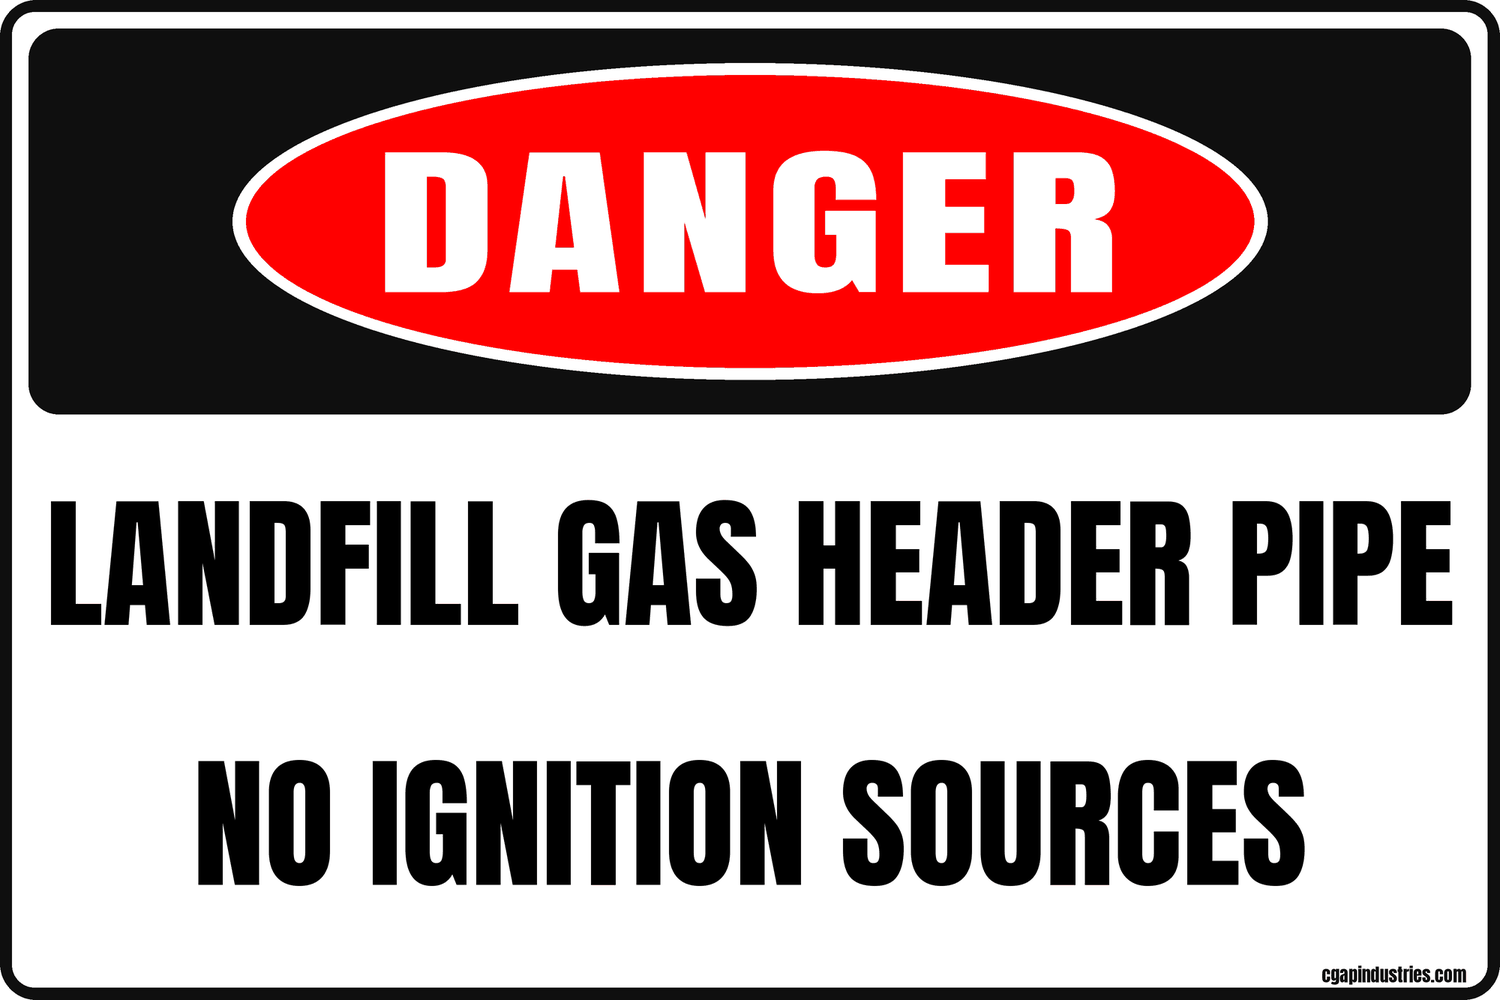 DANGER
LANDFILL GAS HEADER PIPE
NO IGNITION SOURCES
cgapindustries.com